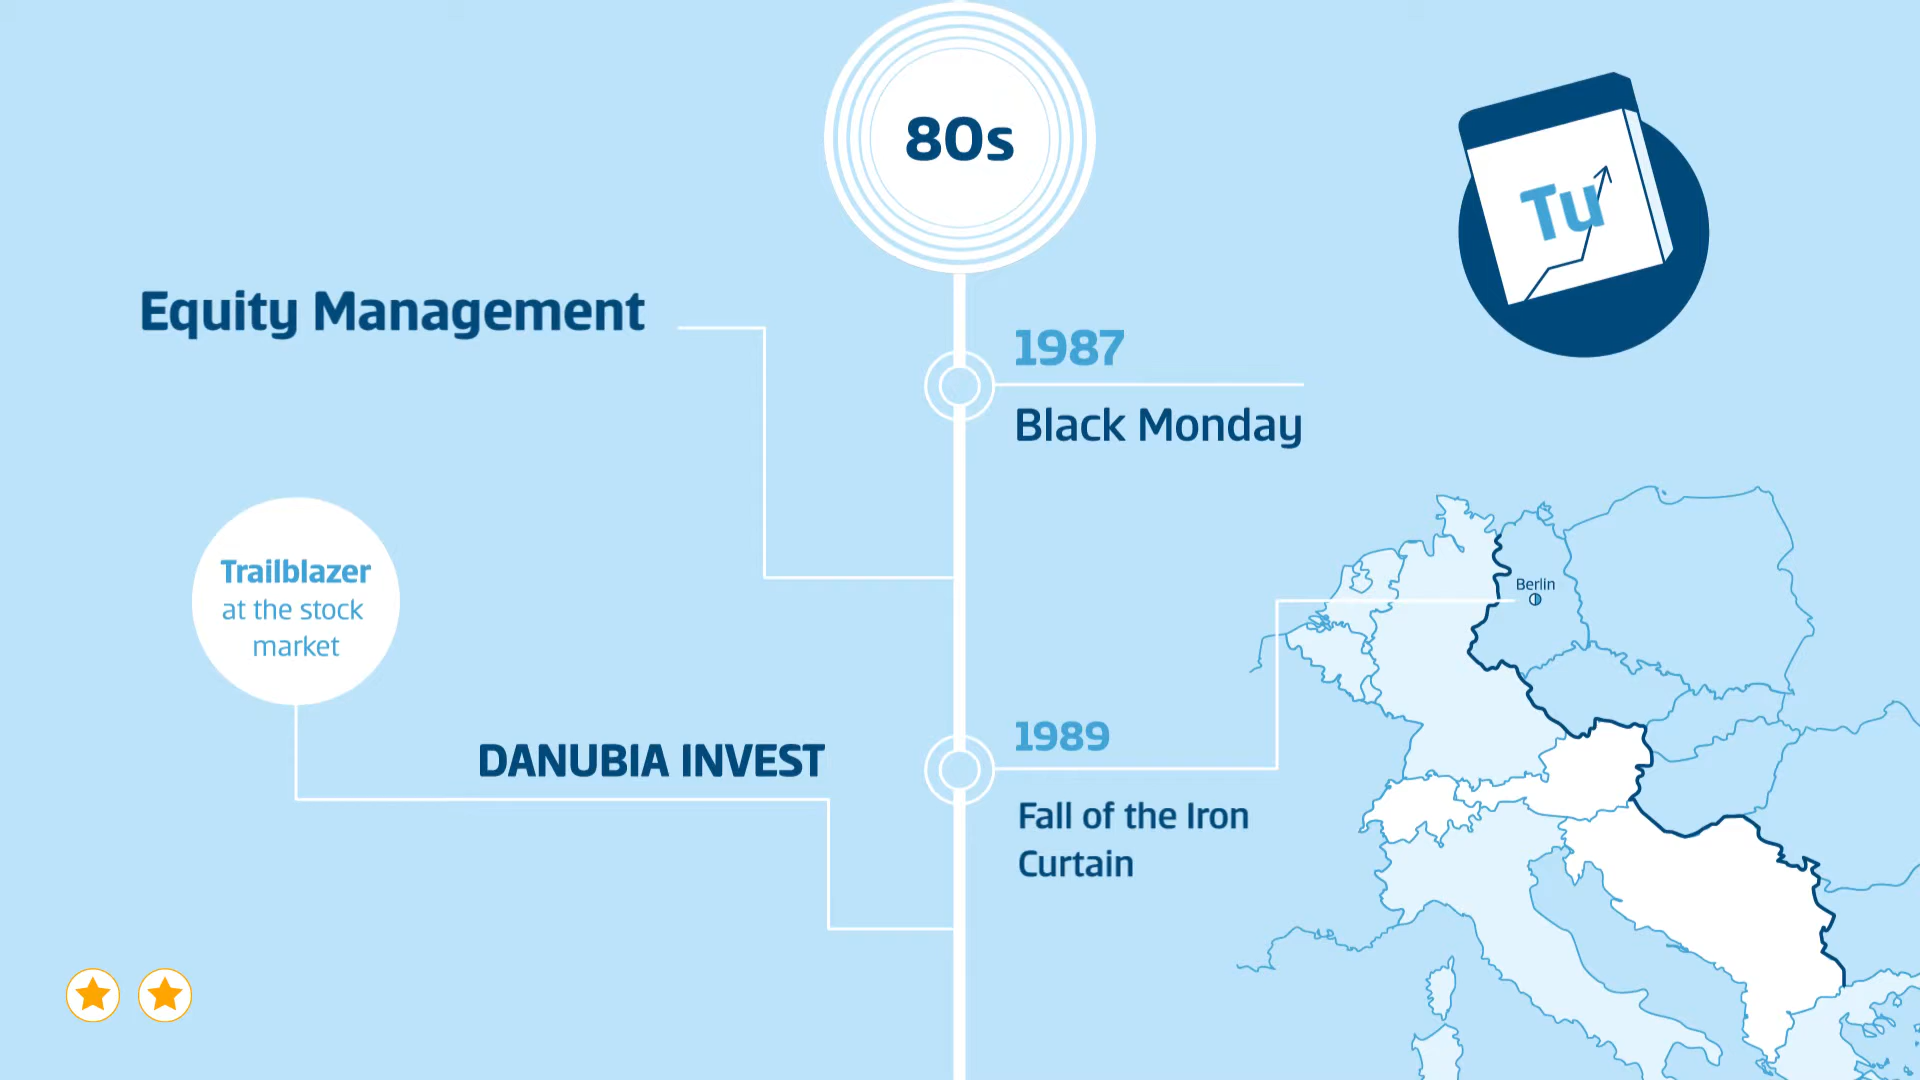 80s
Tu
Equity Management
1987
Black Monday
Trailblazer
at the stock
market
Berlin
DANUBIA INVEST
1989
Fall of the Iron
Curtain